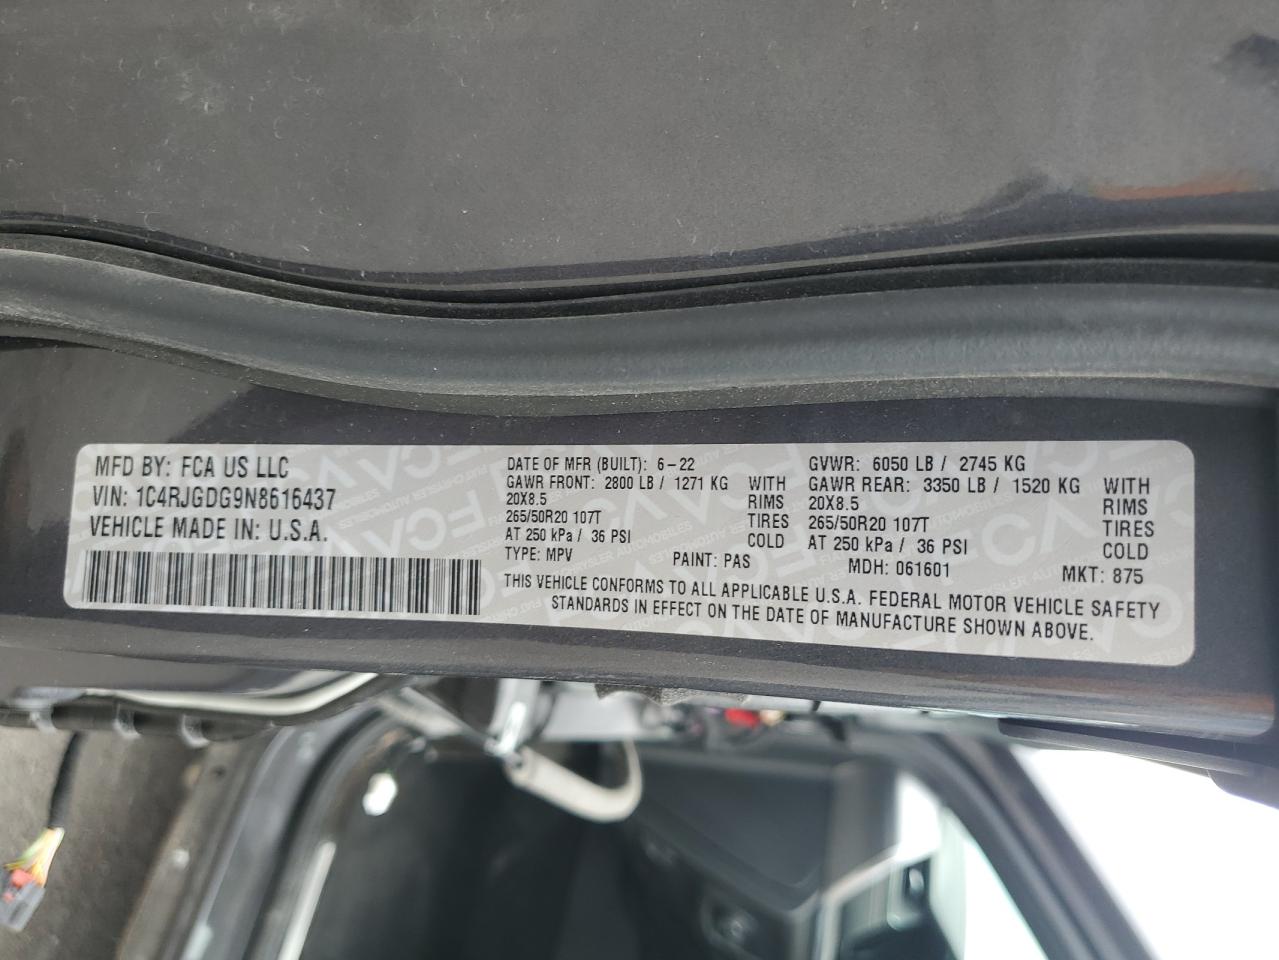 MFD BY: FCA US LLC
VIN: 1C4RJGDG9N8616437
VEHICLE MADE IN: U.S.A.
DATE OF MFR (BUILT): 6-22
GAWR FRONT: 2800 LB / 1271 KG WITH
20X8.5 RIMS
265/50R20 107T TIRES
AT 250 kPa / 36 PSI COLD
GVWR: 6050 LB / 2745 KG
GAWR REAR: 3350 LB / 1520 KG WITH
20X8.5 RIMS
265/50R20 107T TIRES
AT 250 kPa / 36 PSI COLD
TYPE: MPV PAINT: PAS MDH: 061601 MKT: 875
THIS VEHICLE CONFORMS TO ALL APPLICABLE U.S.A. FEDERAL MOTOR VEHICLE SAFETY
STANDARDS IN EFFECT ON THE DATE OF MANUFACTURE SHOWN ABOVE.